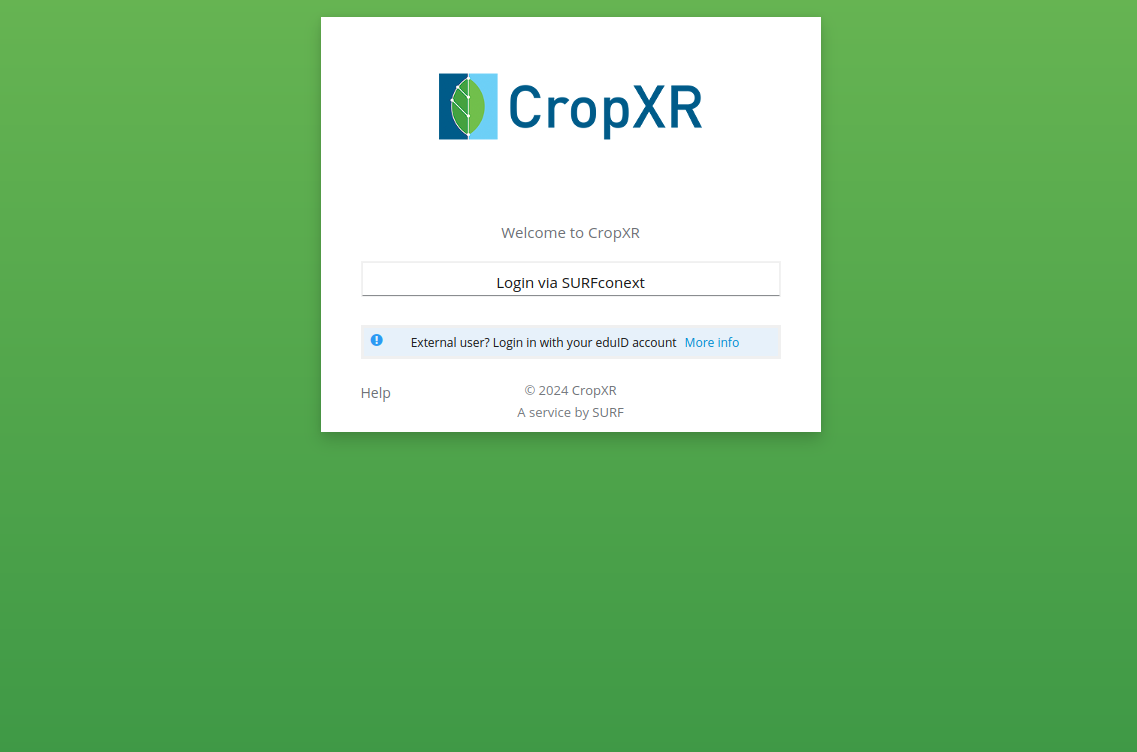 CropXR
Welcome to CropXR
Login via SURFconext
External user? Login in with your eduID account More info
Help
© 2024 CropXR
A service by SURF